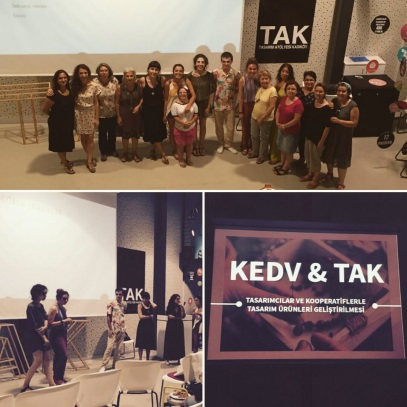 TAK
TASARIM ATÖLYESİ KADIKÖY
TAK
KEDV & TAK
TASARIMCILAR VE KOOPERATİFLERLE
TASARIM ÜRÜNLERİ GELİŞTİRİLMESİ